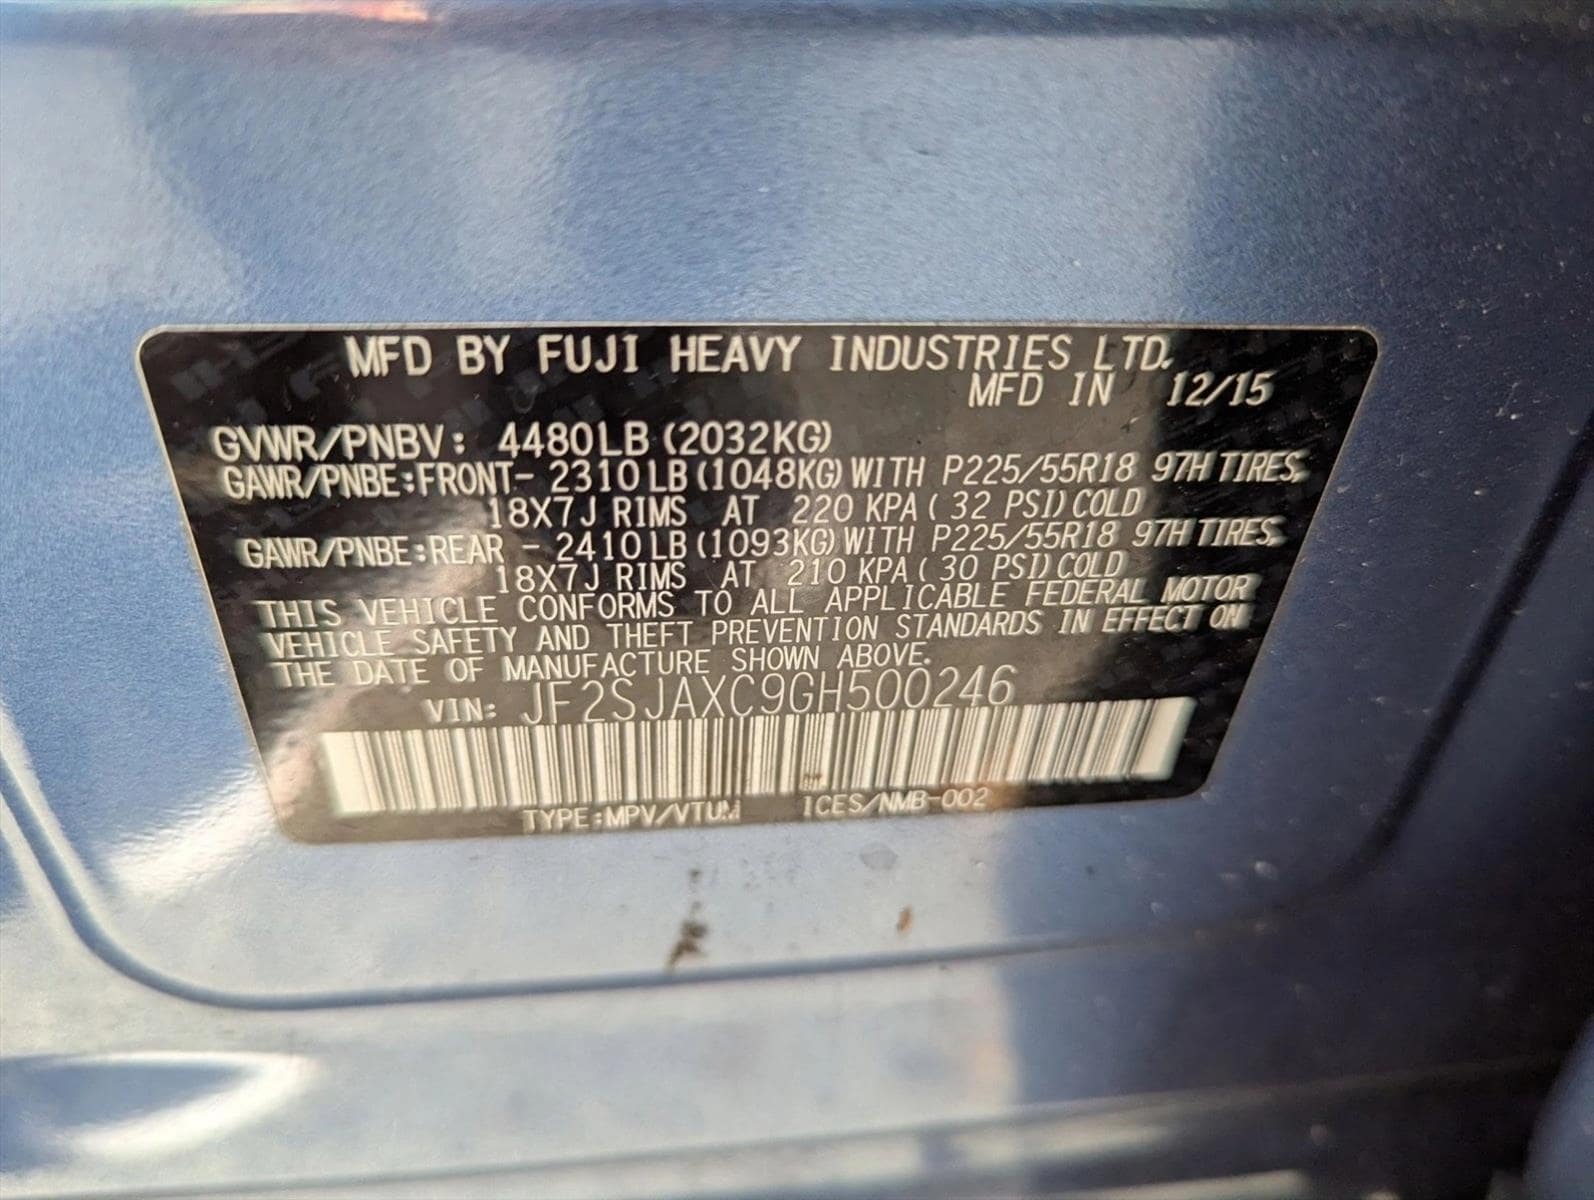 MFD BY FUJI HEAVY INDUSTRIES LTD.
MFD IN 12/15
GVWR/PNBV: 4480LB (2032KG)
GAWR/PNBE:FRONT- 2310LB (1048KG) WITH P225/55R18 97H TIRES,
18X7J RIMS AT 220 KPA ( 32 PSI) COLD
GAWR/PNBE:REAR - 2410LB (1093KG) WITH P225/55R18 97H TIRES,
18X7J RIMS AT 210 KPA ( 30 PSI) COLD
THIS VEHICLE CONFORMS TO ALL APPLICABLE FEDERAL MOTOR
VEHICLE SAFETY AND THEFT PREVENTION STANDARDS IN EFFECT ON
THE DATE OF MANUFACTURE SHOWN ABOVE.
VIN: JF2SJAXC9GH500246
TYPE:MPV/VTUM ICES/NMB-002